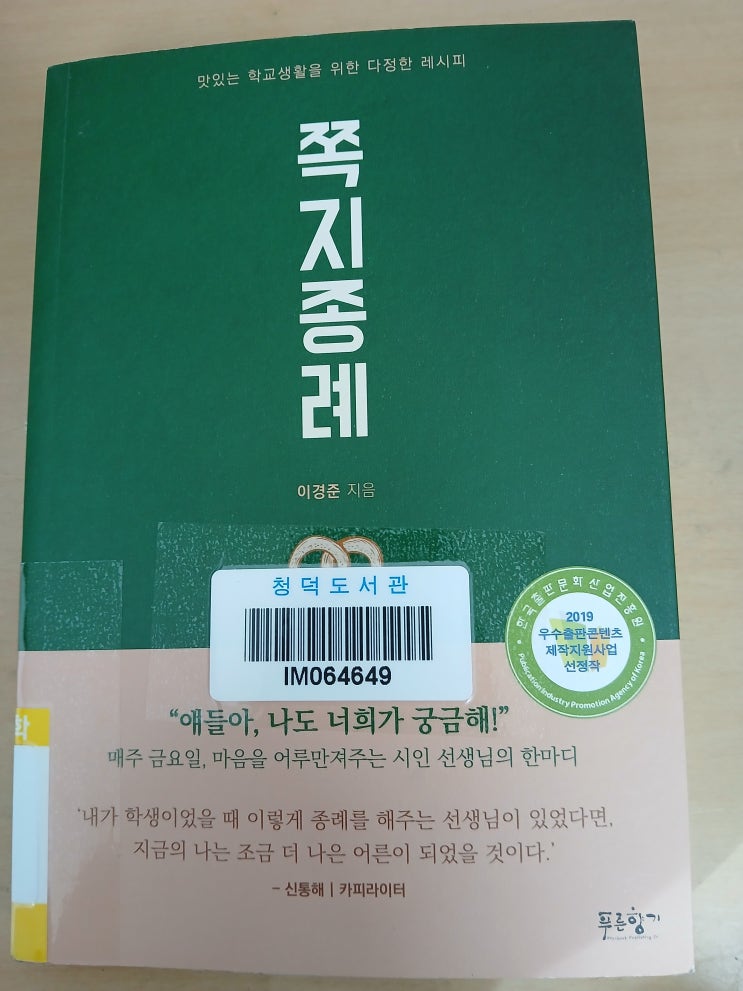 맛있는 학교생활을 위한 다정한 레시피
쪽지종례
이경준 지음
청덕도서관
IM064649
한국출판문화산업진흥원
2019
우수출판콘텐츠
제작지원사업
선정작
Publication Industry Promotion Agency of Korea
학
“얘들아, 나도 너희가 궁금해!”
매주 금요일, 마음을 어루만져주는 시인 선생님의 한마디
‘내가 학생이었을 때 이렇게 종례를 해주는 선생님이 있었다면,
지금의 나는 조금 더 나은 어른이 되었을 것이다.’
– 신통해 | 카피라이터
푸른향기